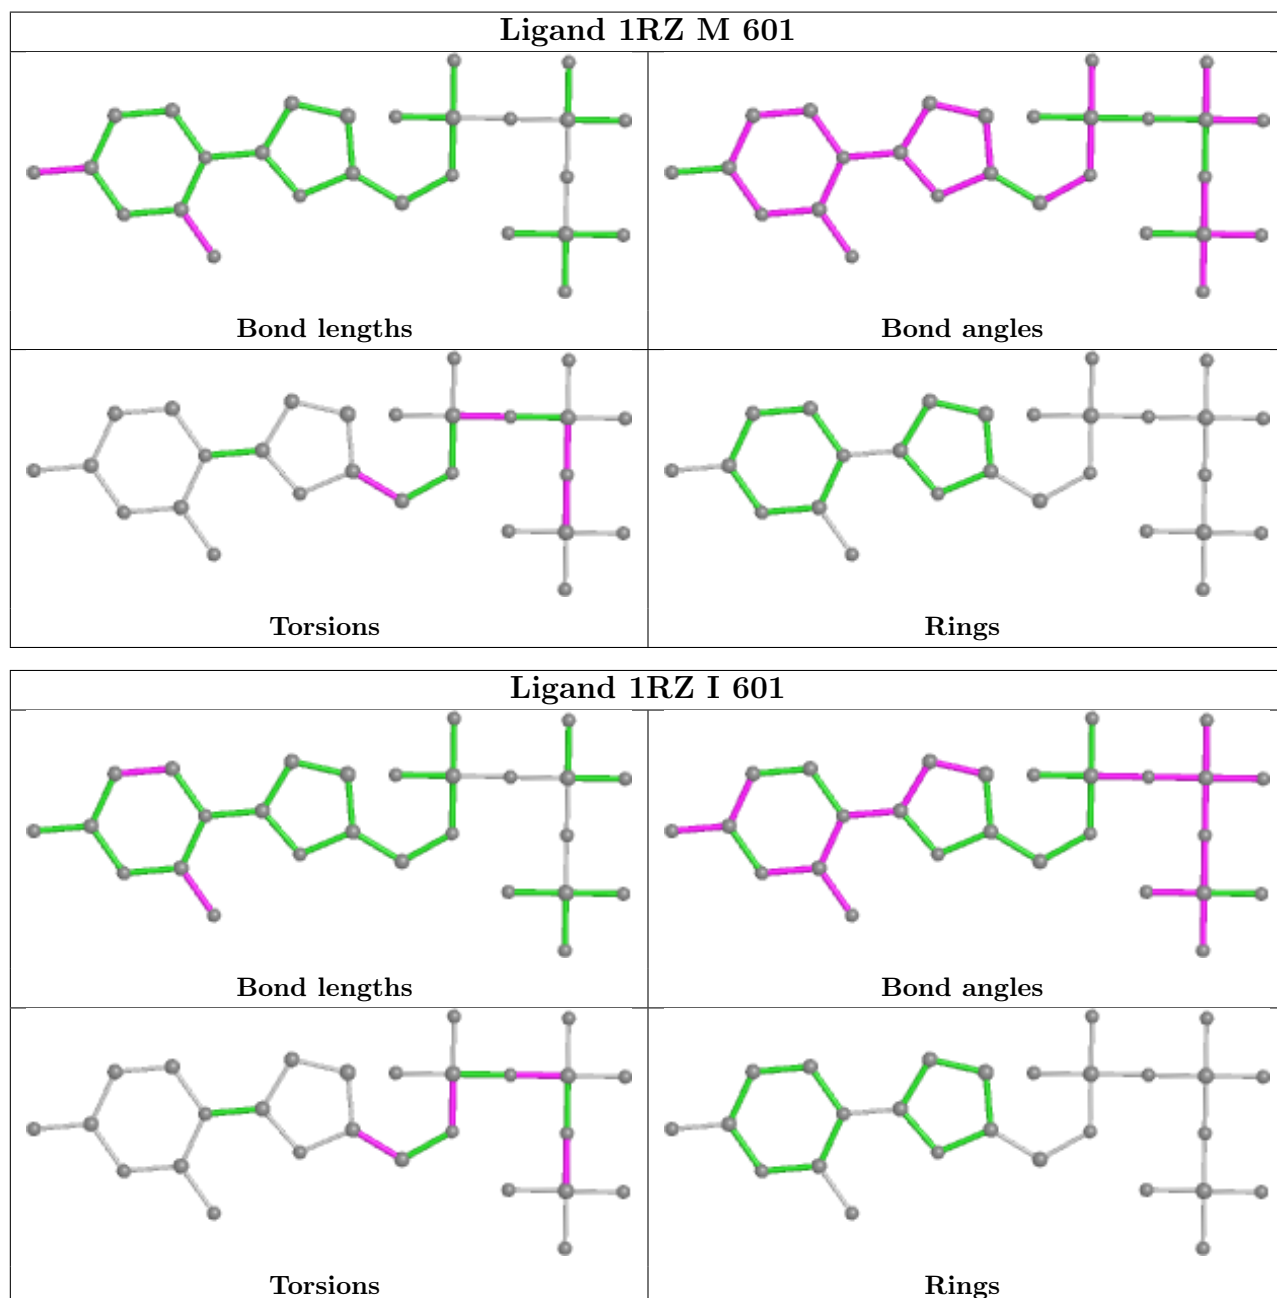 Ligand 1RZ M 601
Bond lengths
Bond angles
Torsions
Rings
Ligand 1RZ I 601
Bond lengths
Bond angles
Torsions
Rings